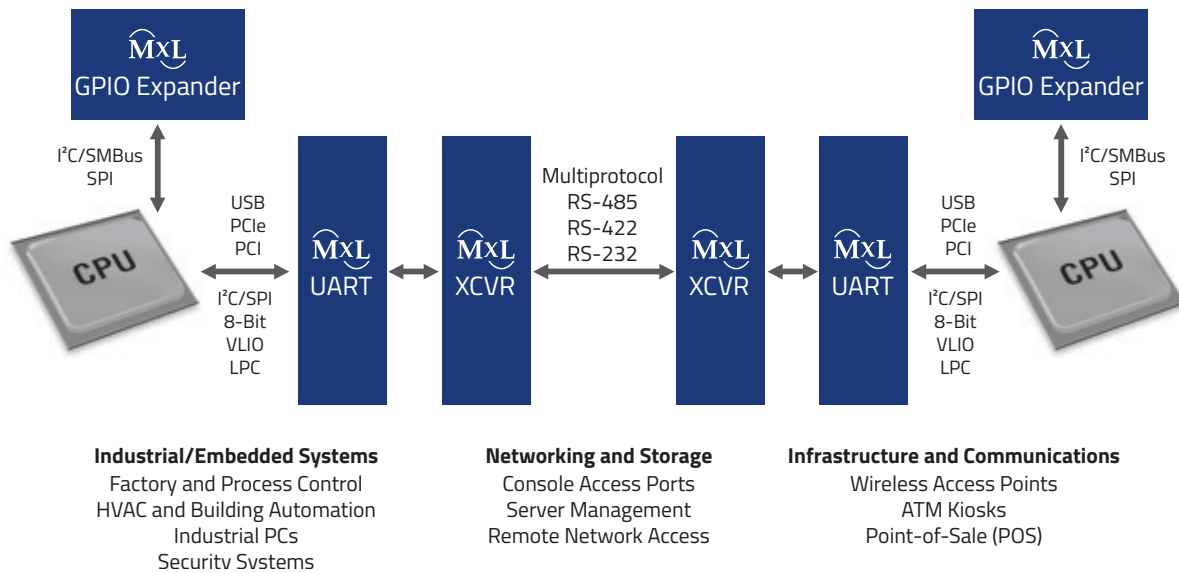 MxL
GPIO Expander
MxL
GPIO Expander
I²C/SMBus
SPI
I²C/SMBus
SPI
USB
PCIe
PCI
Multiprotocol
RS-485
RS-422
RS-232
USB
PCIe
PCI
CPU
MxL
UART
MxL
XCVR
MxL
XCVR
MxL
UART
CPU
I²C/SPI
8-Bit
VLIO
LPC
I²C/SPI
8-Bit
VLIO
LPC
Industrial/Embedded Systems
Factory and Process Control
HVAC and Building Automation
Industrial PCs
Security Systems
Networking and Storage
Console Access Ports
Server Management
Remote Network Access
Infrastructure and Communications
Wireless Access Points
ATM Kiosks
Point-of-Sale (POS)